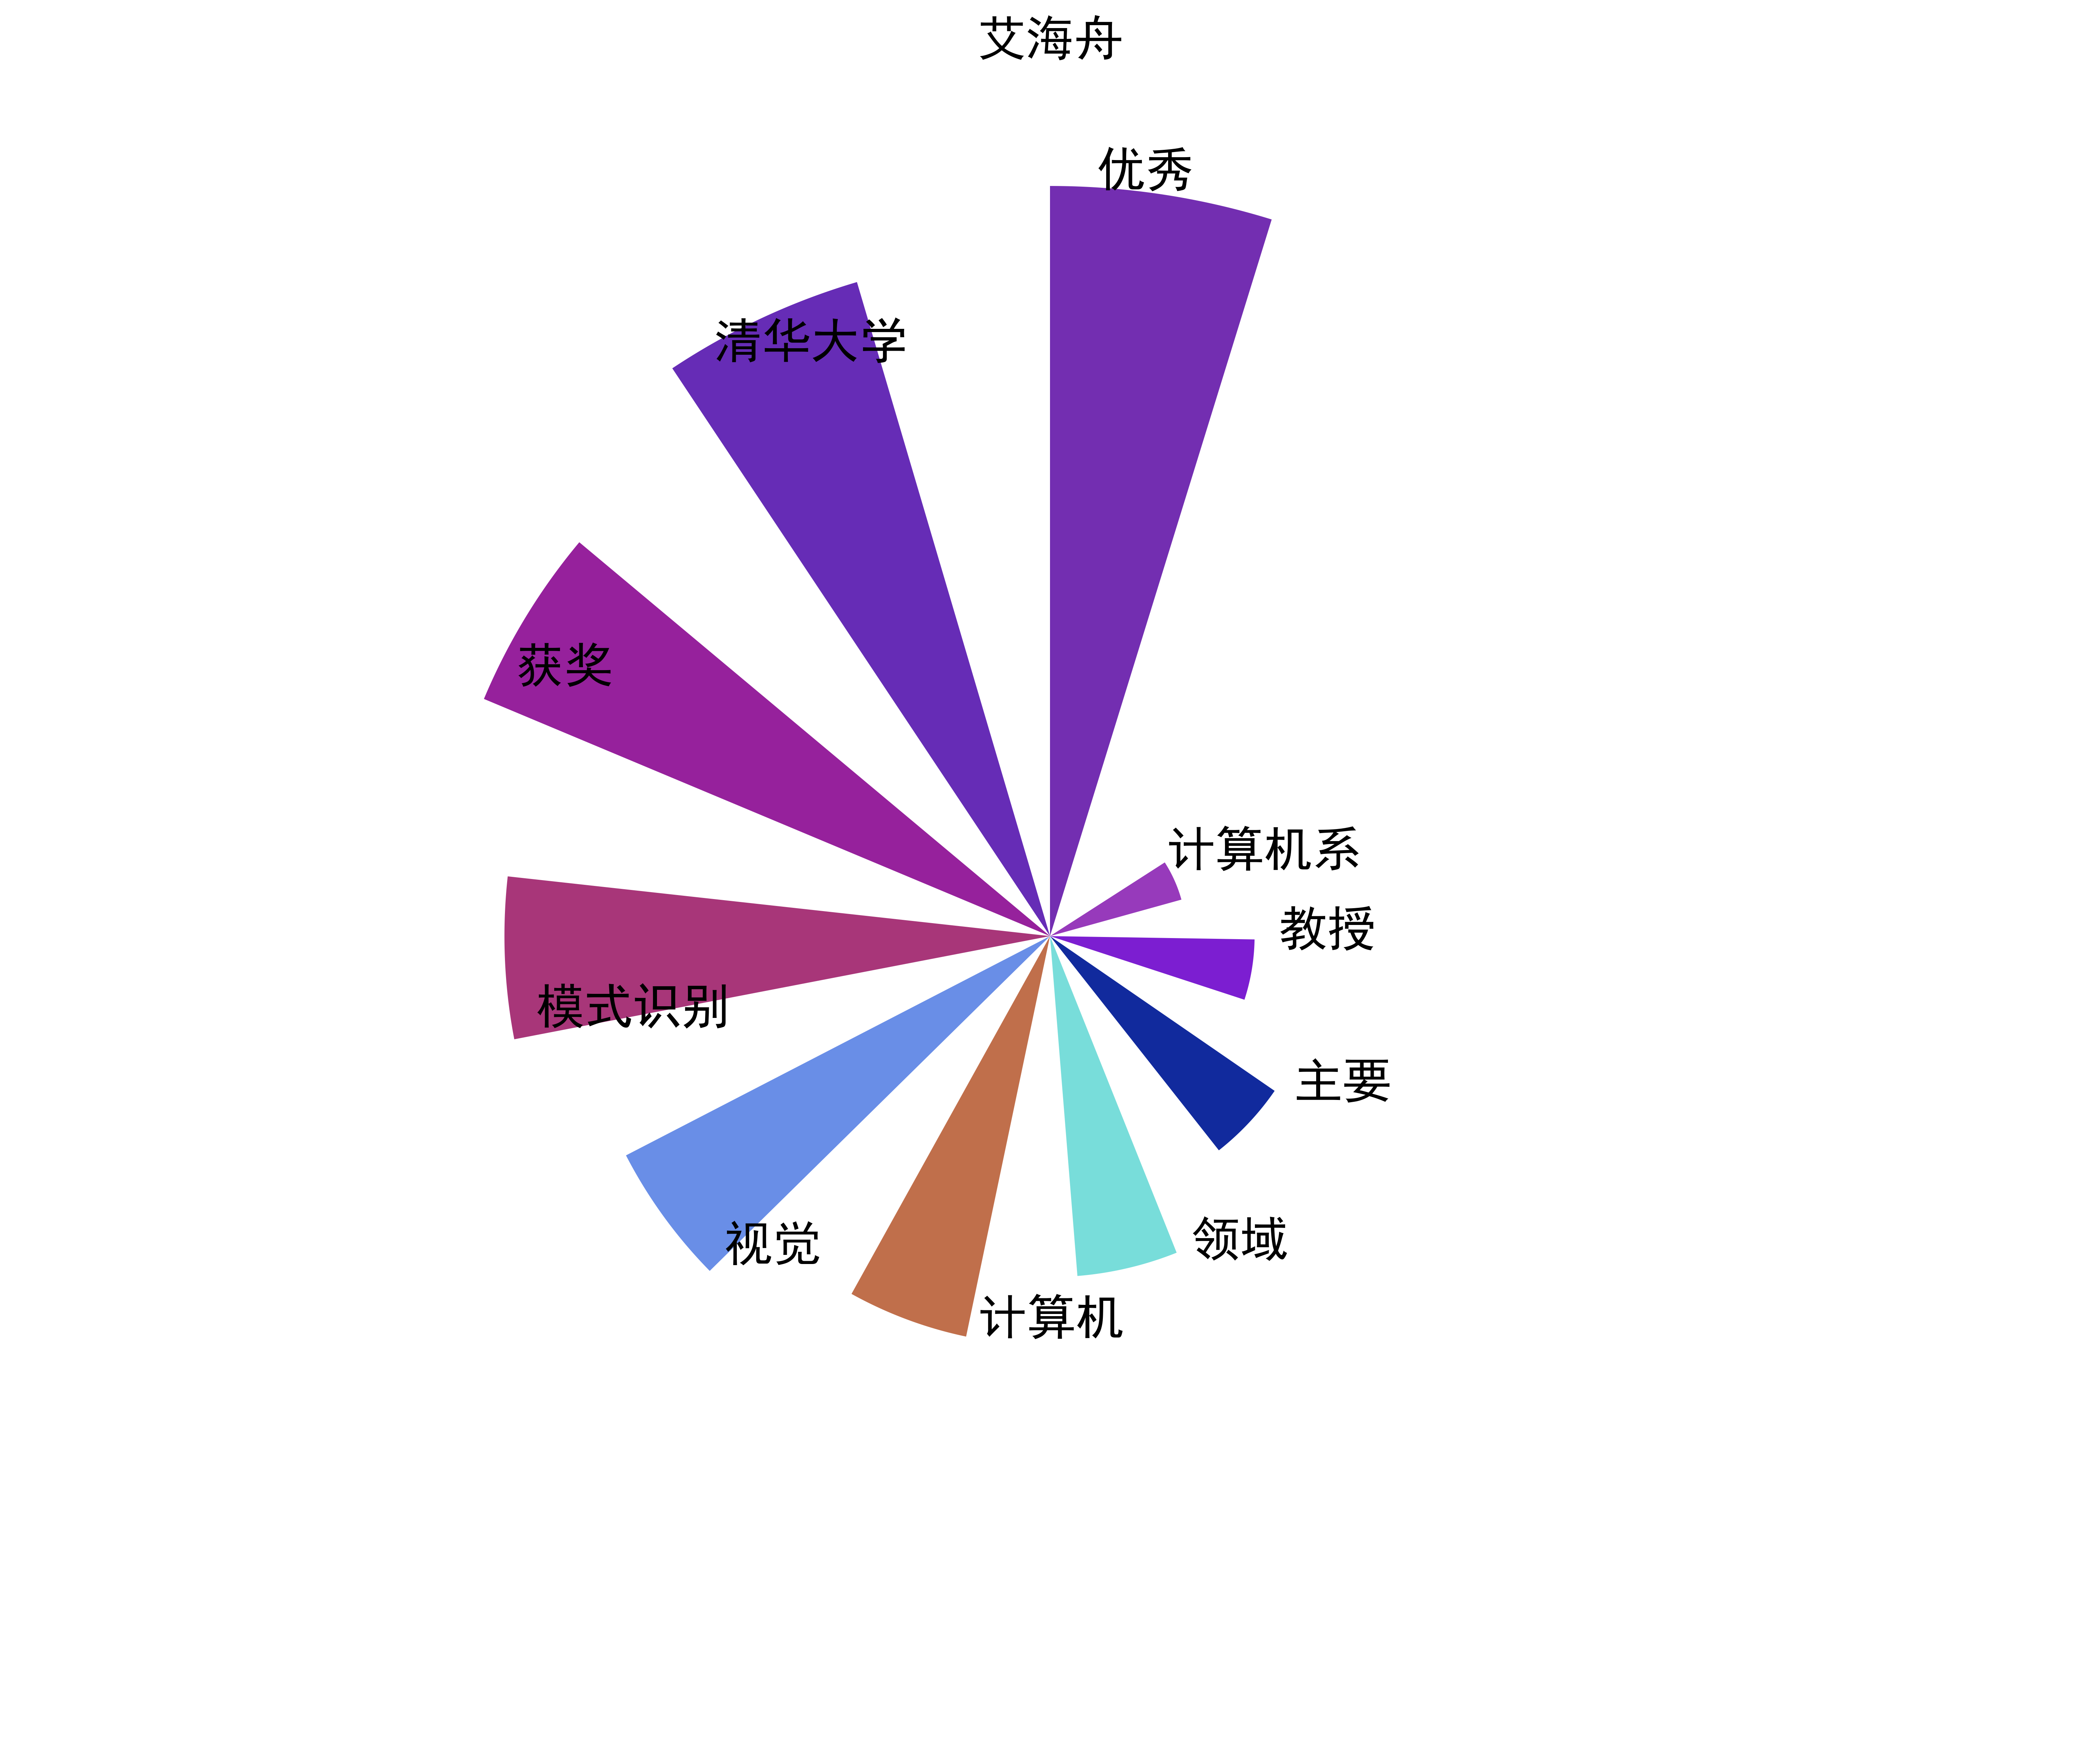 艾海舟
优秀
清华大学
获奖
计算机系
教授
模式识别
主要
视觉
领域
计算机